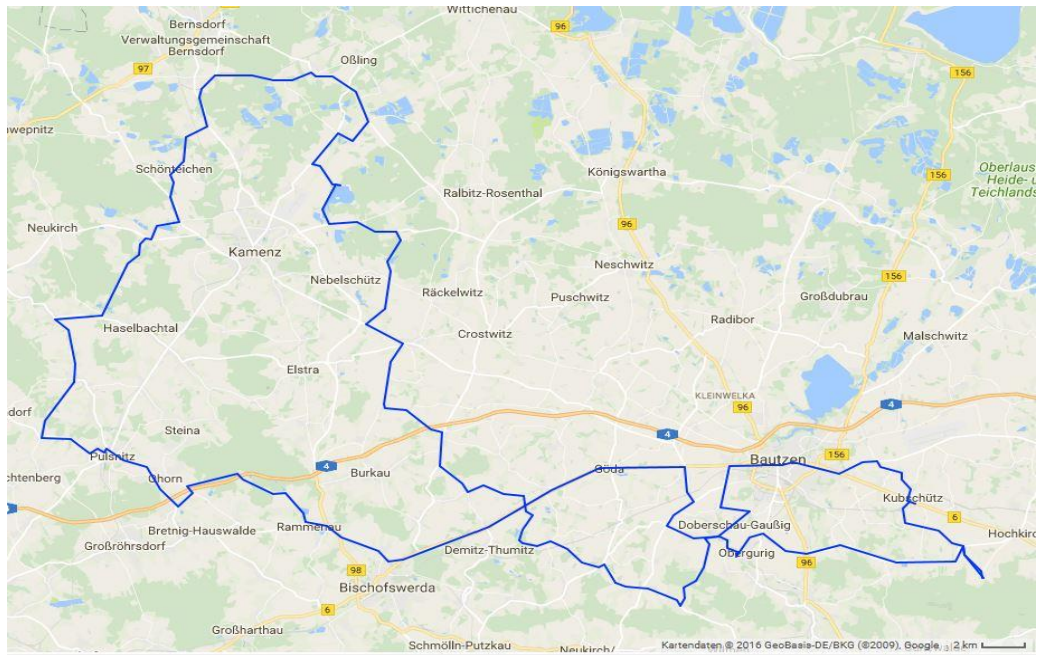 Wittichenau
Bernsdorf
96
Verwaltungsgemeinschaft
Bernsdorf
Oßling
97
156
wepnitz
Schönteichen
Königswartha
Oberlaus
156
Heide- u
Teichlands
Ralbitz-Rosenthal
Neukirch
96
Kamenz
Neschwitz
Nebelschütz
156
Räckelwitz
Puschwitz
Großdubrau
Haselbachtal
Radibor
Crostwitz
Malschwitz
Elstra
KLEINWELKA
4
96
dorf
Steina
4
Pulsnitz
156
Bautzen
4
Göda
Burkau
chtenberg
Ohorn
Kubschütz
6
Bretnig-Hauswalde
Rammenau
Doberschau-Gaußig
Hochkirc
Großröhrsdorf
Demitz-Thumitz
Obergurig
98
96
Bischofswerda
6
Großharthau
Schmölln-Putzkau
Neukirch/
Kartendaten © 2016 GeoBasis-DE/BKG (©2009), Google
2 km